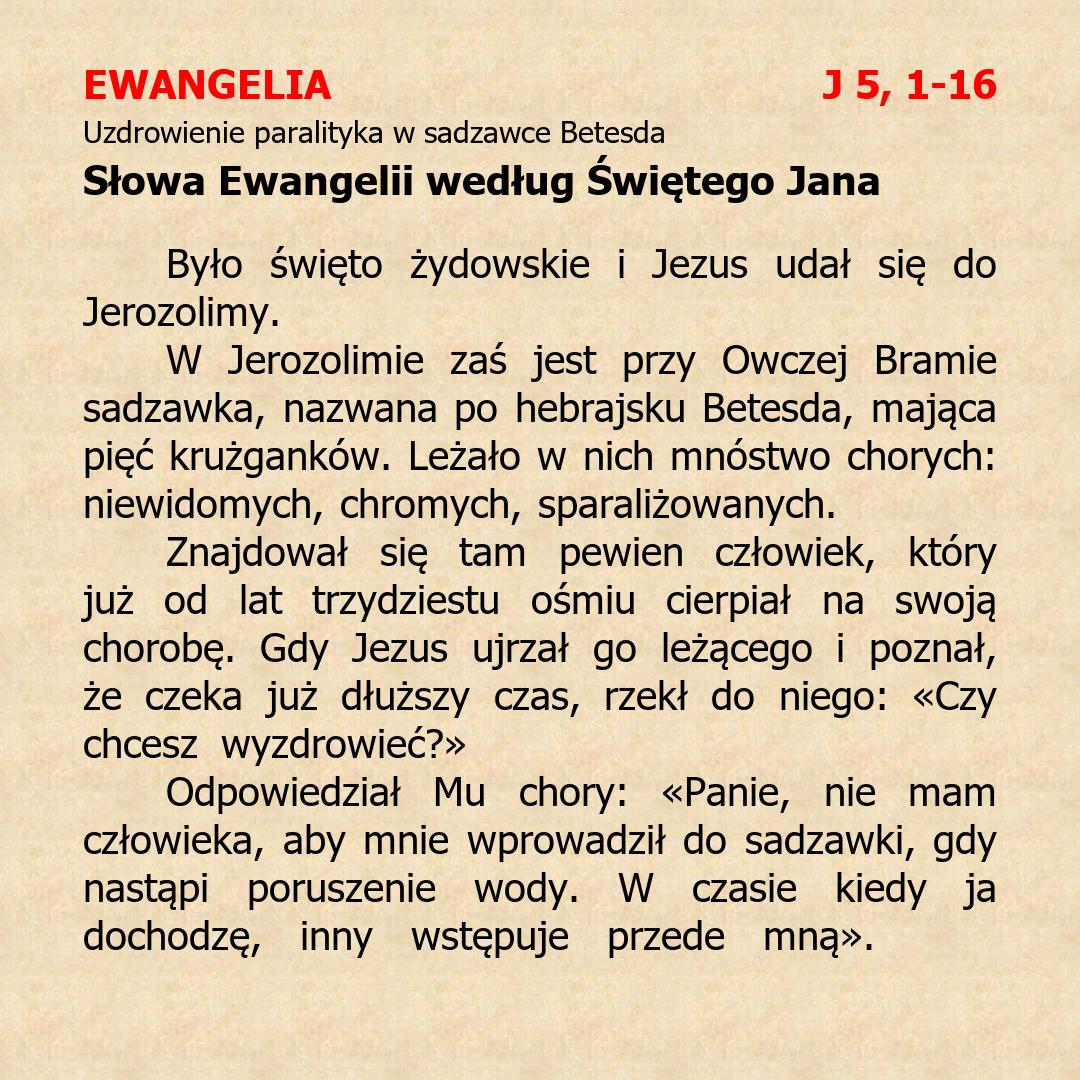 EWANGELIA J 5, 1-16
Uzdrowienie paralityka w sadzawce Betesda
Słowa Ewangelii według Świętego Jana
Było święto żydowskie i Jezus udał się do
Jerozolimy.
W Jerozolimie zaś jest przy Owczej Bramie
sadzawka, nazwana po hebrajsku Betesda, mająca
pięć krużganków. Leżało w nich mnóstwo chorych:
niewidomych, chromych, sparaliżowanych.
Znajdował się tam pewien człowiek, który
już od lat trzydziestu ośmiu cierpiał na swoją
chorobę. Gdy Jezus ujrzał go leżącego i poznał,
że czeka już dłuższy czas, rzekł do niego: «Czy
chcesz wyzdrowieć?»
Odpowiedział Mu chory: «Panie, nie mam
człowieka, aby mnie wprowadził do sadzawki, gdy
nastąpi poruszenie wody. W czasie kiedy ja
dochodzę, inny wstępuje przede mną».